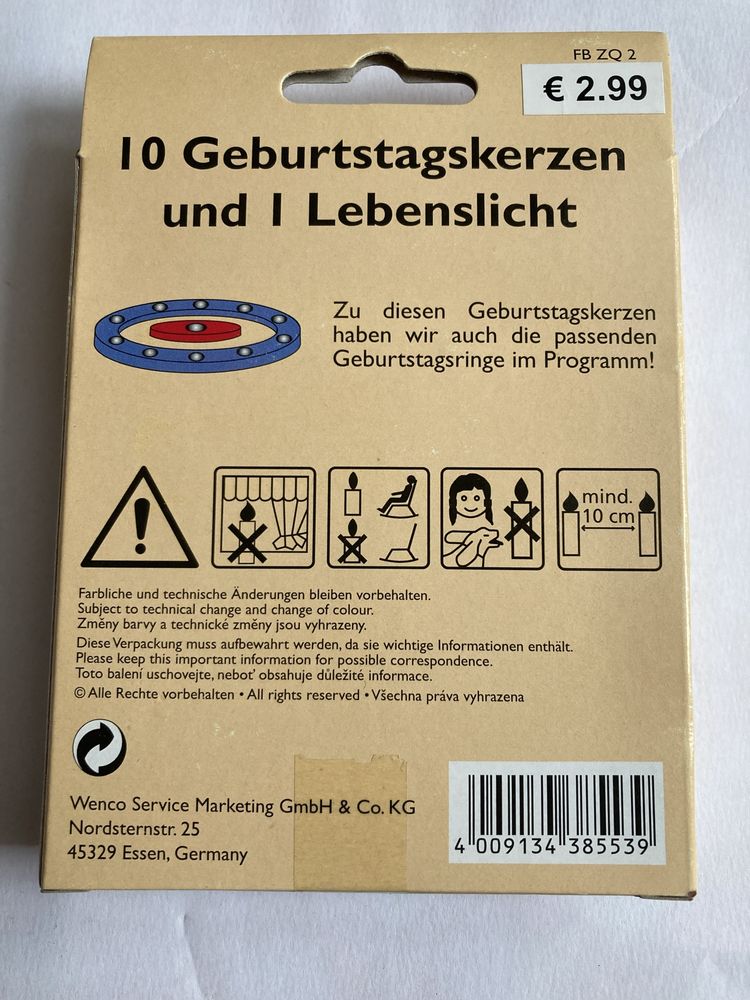 FB ZQ 2
€ 2.99
10 Geburtstagskerzen
und 1 Lebenslicht
Zu diesen Geburtstagskerzen
haben wir auch die passenden
Geburtstagsringe im Programm!
mind.
10 cm
Farbliche und technische Änderungen bleiben vorbehalten.
Subject to technical change and change of colour.
Změny barvy a technické změny jsou vyhrazeny.
Diese Verpackung muss aufbewahrt werden, da sie wichtige Informationen enthält.
Please keep this important information for possible correspondence.
Toto balení uschovejte, neboť obsahuje důležité informace.
© Alle Rechte vorbehalten • All rights reserved • Všechna práva vyhrazena
Wenco Service Marketing GmbH & Co. KG
Nordsternstr. 25
45329 Essen, Germany
4 009134 385539